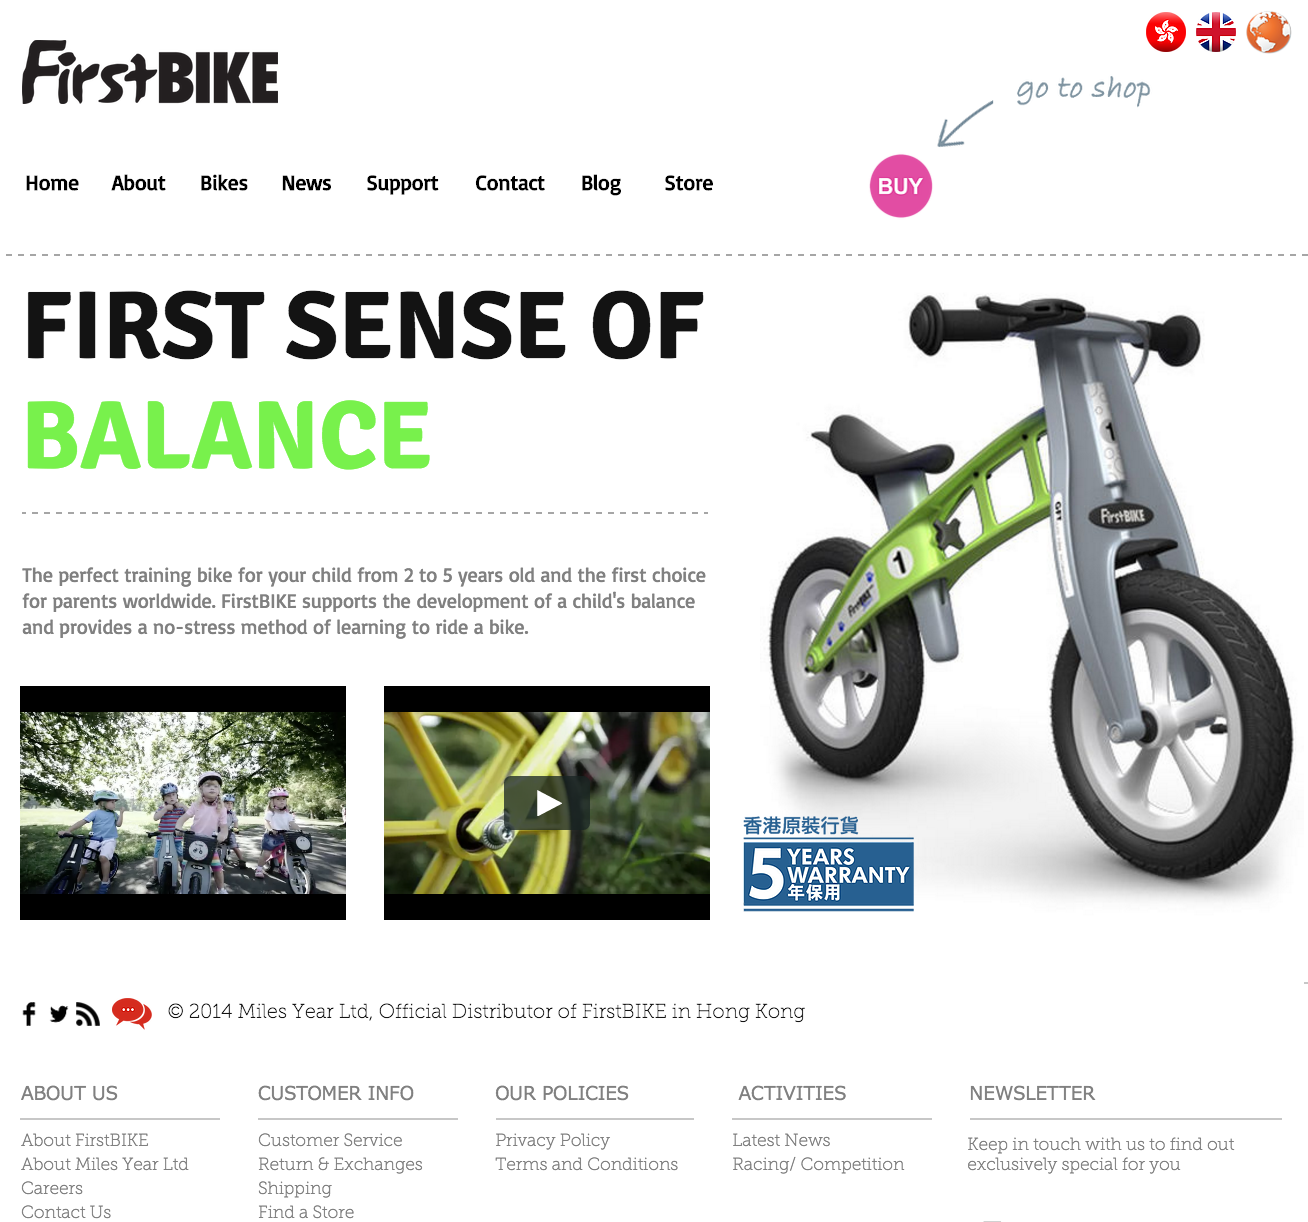 FirstBIKE
go to shop
Home About Bikes News Support Contact Blog Store
BUY
FIRST SENSE OF
BALANCE
The perfect training bike for your child from 2 to 5 years old and the first choice
for parents worldwide. FirstBIKE supports the development of a child's balance
and provides a no-stress method of learning to ride a bike.
1
FirstBIKE
GFT
1
FirstBIKE
香港原裝行貨
5 YEARS
WARRANTY
年保用
© 2014 Miles Year Ltd, Official Distributor of FirstBIKE in Hong Kong
ABOUT US
About FirstBIKE
About Miles Year Ltd
Careers
Contact Us
CUSTOMER INFO
Customer Service
Return & Exchanges
Shipping
Find a Store
OUR POLICIES
Privacy Policy
Terms and Conditions
ACTIVITIES
Latest News
Racing/ Competition
NEWSLETTER
Keep in touch with us to find out
exclusively special for you